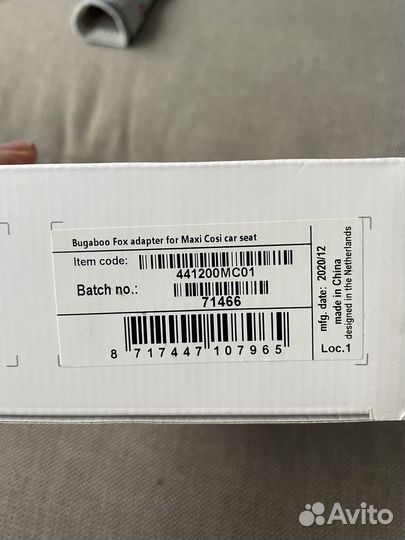 Bugaboo Fox adapter for Maxi Cosi car seat
Item code:
441200MC01
Batch no.:
71466
8 717447 107965
mfg. date: 2020/12
made in China
designed in the Netherlands
Loc.1
Avito